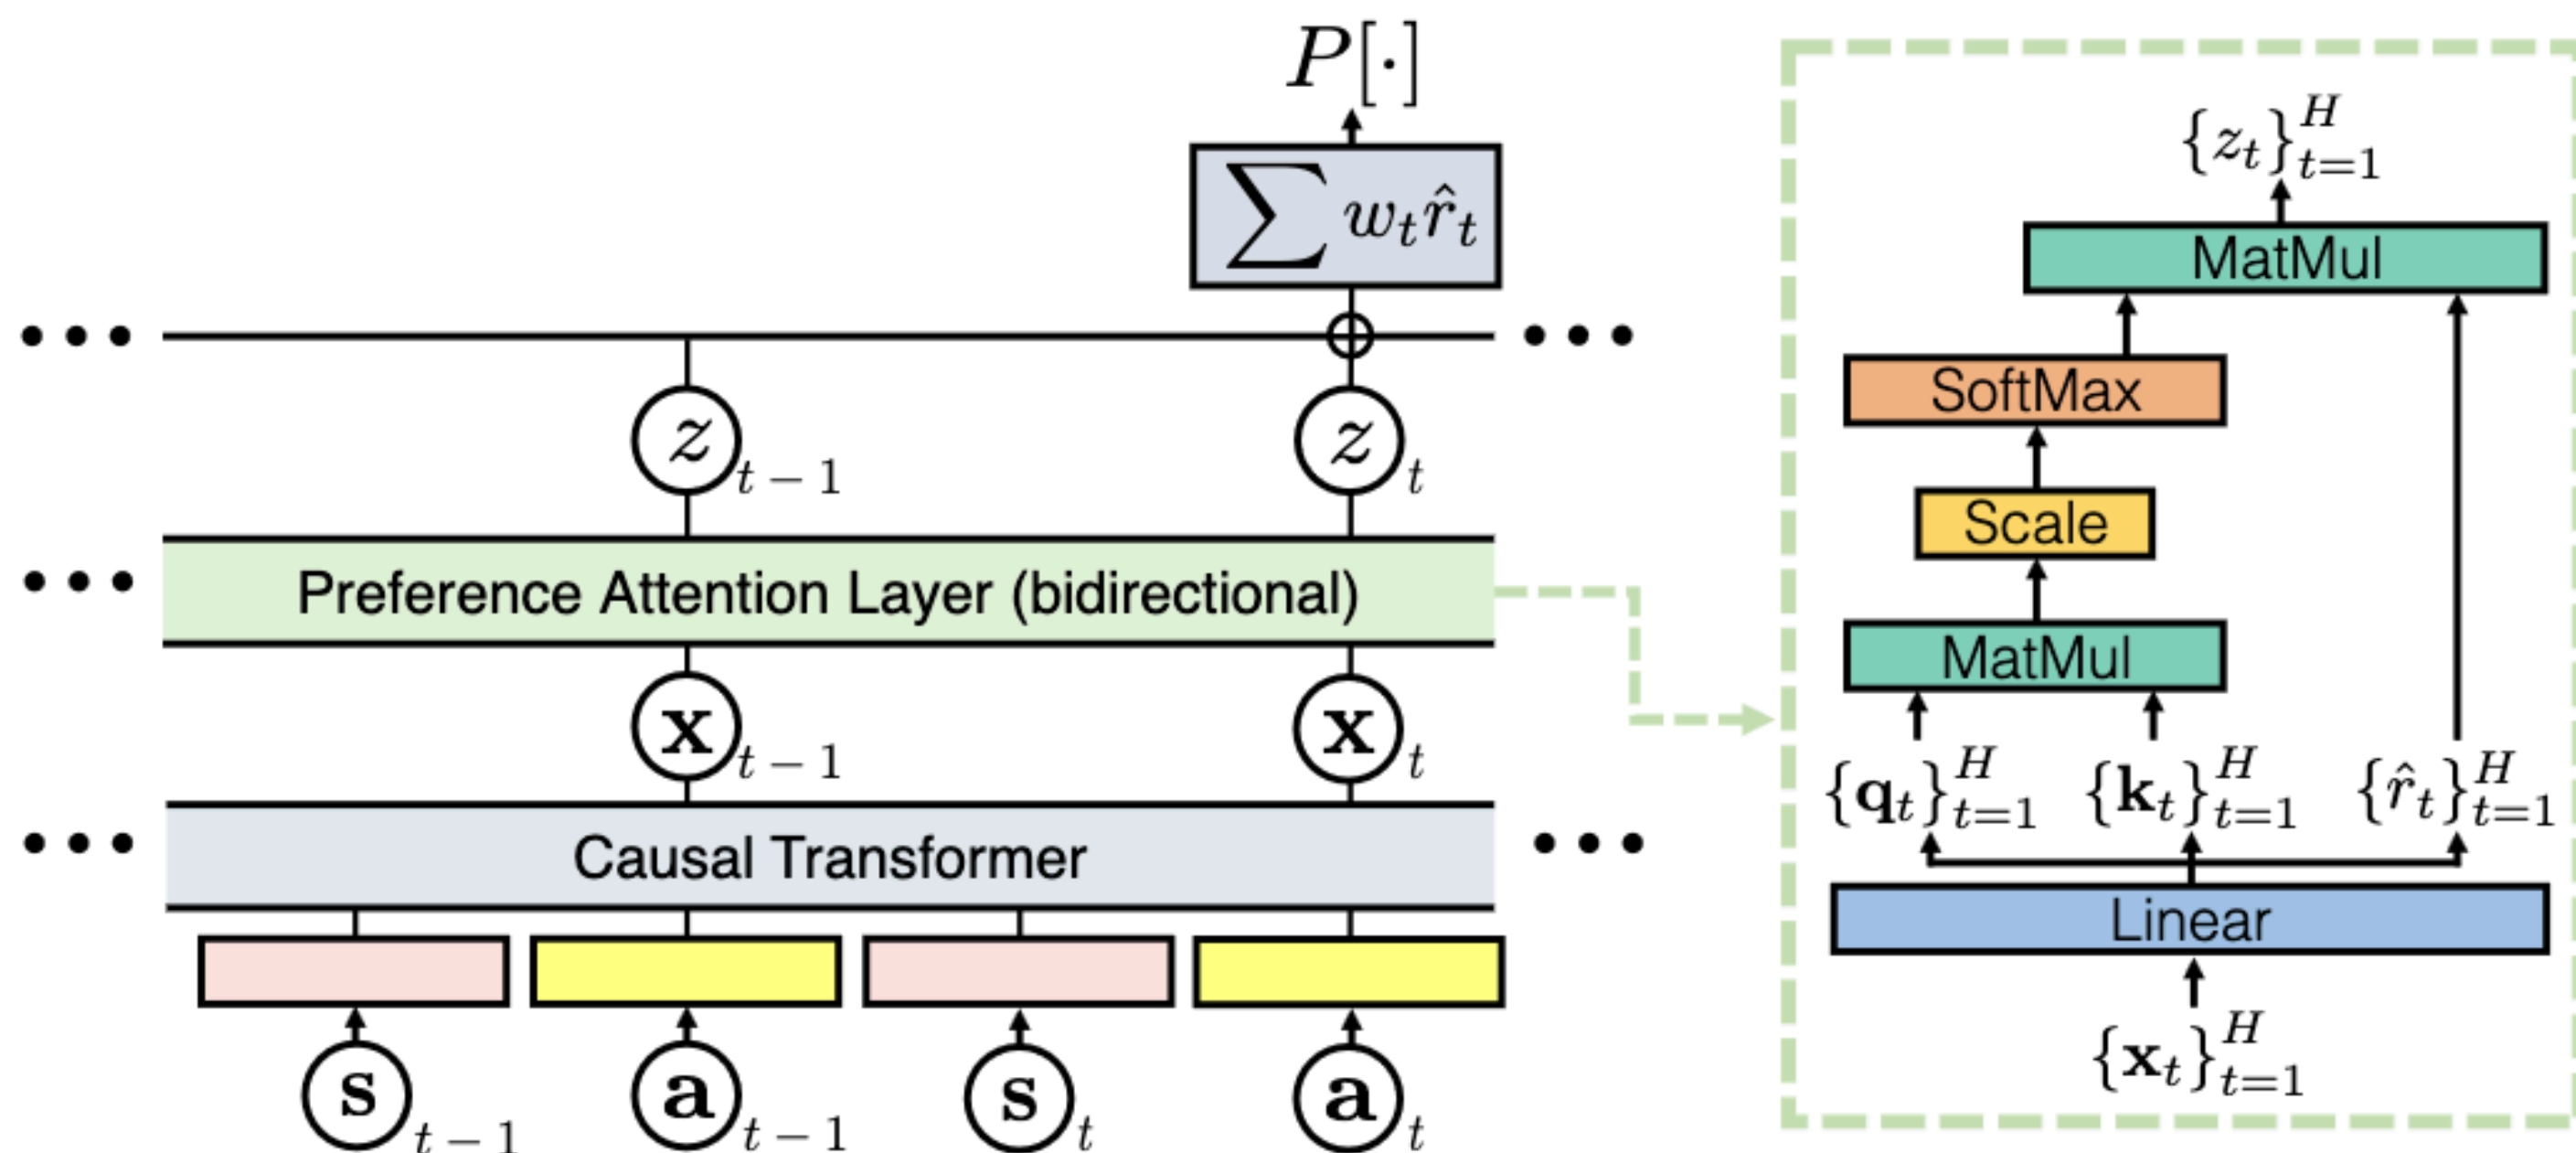 P[·]
∑ w_t r̂_t
z_{t−1} z_t
Preference Attention Layer (bidirectional)
x_{t−1} x_t
Causal Transformer
s_{t−1} a_{t−1} s_t a_t
{z_t}_{t=1}^H
MatMul
SoftMax
Scale
MatMul
{q_t}_{t=1}^H {k_t}_{t=1}^H {r̂_t}_{t=1}^H
Linear
{x_t}_{t=1}^H